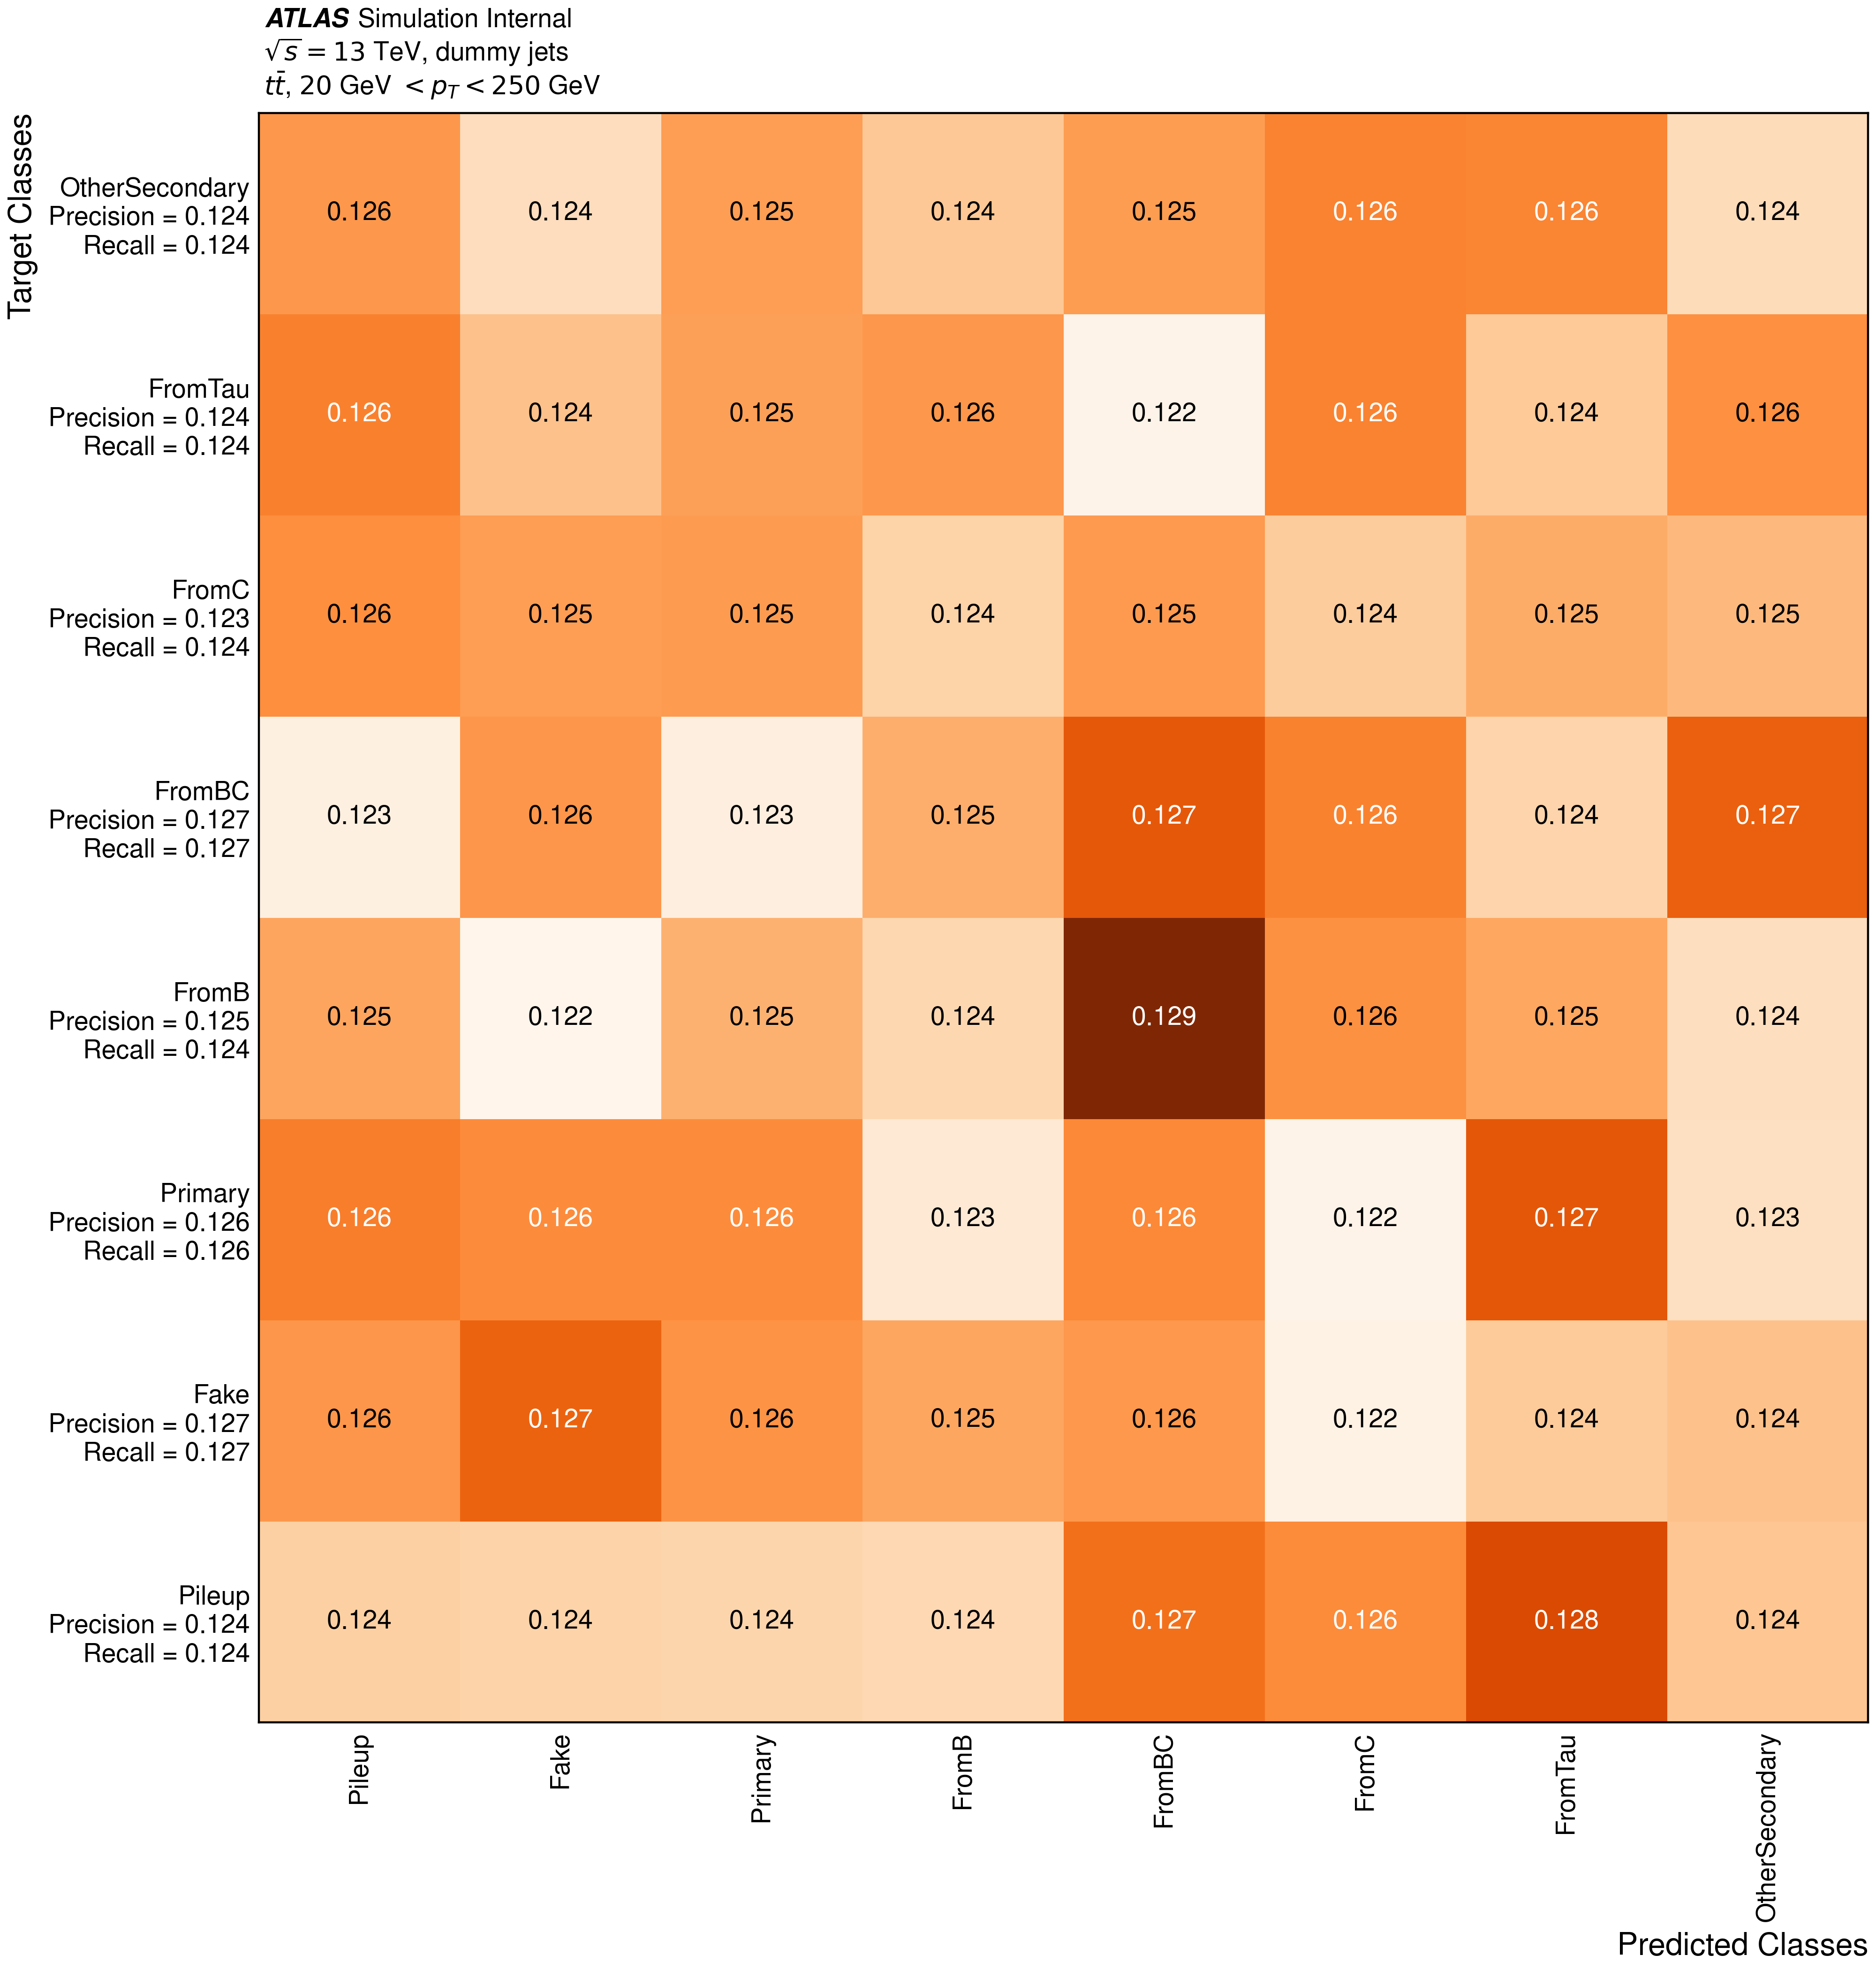 ATLAS Simulation Internal
√s = 13 TeV, dummy jets
tt̄, 20 GeV < p_T < 250 GeV
Target Classes
OtherSecondary
Precision = 0.124
Recall = 0.124
0.126 0.124 0.125 0.124 0.125 0.126 0.126 0.124
FromTau
Precision = 0.124
Recall = 0.124
0.126 0.124 0.125 0.126 0.122 0.126 0.124 0.126
FromC
Precision = 0.123
Recall = 0.124
0.126 0.125 0.125 0.124 0.125 0.124 0.125 0.125
FromBC
Precision = 0.127
Recall = 0.127
0.123 0.126 0.123 0.125 0.127 0.126 0.124 0.127
FromB
Precision = 0.125
Recall = 0.124
0.125 0.122 0.125 0.124 0.129 0.126 0.125 0.124
Primary
Precision = 0.126
Recall = 0.126
0.126 0.126 0.126 0.123 0.126 0.122 0.127 0.123
Fake
Precision = 0.127
Recall = 0.127
0.126 0.127 0.126 0.125 0.126 0.122 0.124 0.124
Pileup
Precision = 0.124
Recall = 0.124
0.124 0.124 0.124 0.124 0.127 0.126 0.128 0.124
Pileup
Fake
Primary
FromB
FromBC
FromC
FromTau
OtherSecondary
Predicted Classes